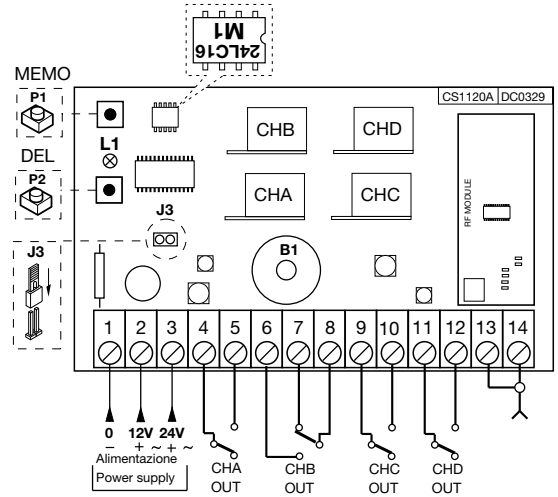 24LC16
M1
MEMO
P1
CS1120A DC0329
CHB
CHD
L1
DEL
P2
RF MODULE
CHA
CHC
J3
J3
B1
1 2 3 4 5 6 7 8 9 10 11 12 13 14
0 12V 24V
– + ~ + ~
Alimentazione
Power supply
CHA
OUT
CHB
OUT
CHC
OUT
CHD
OUT